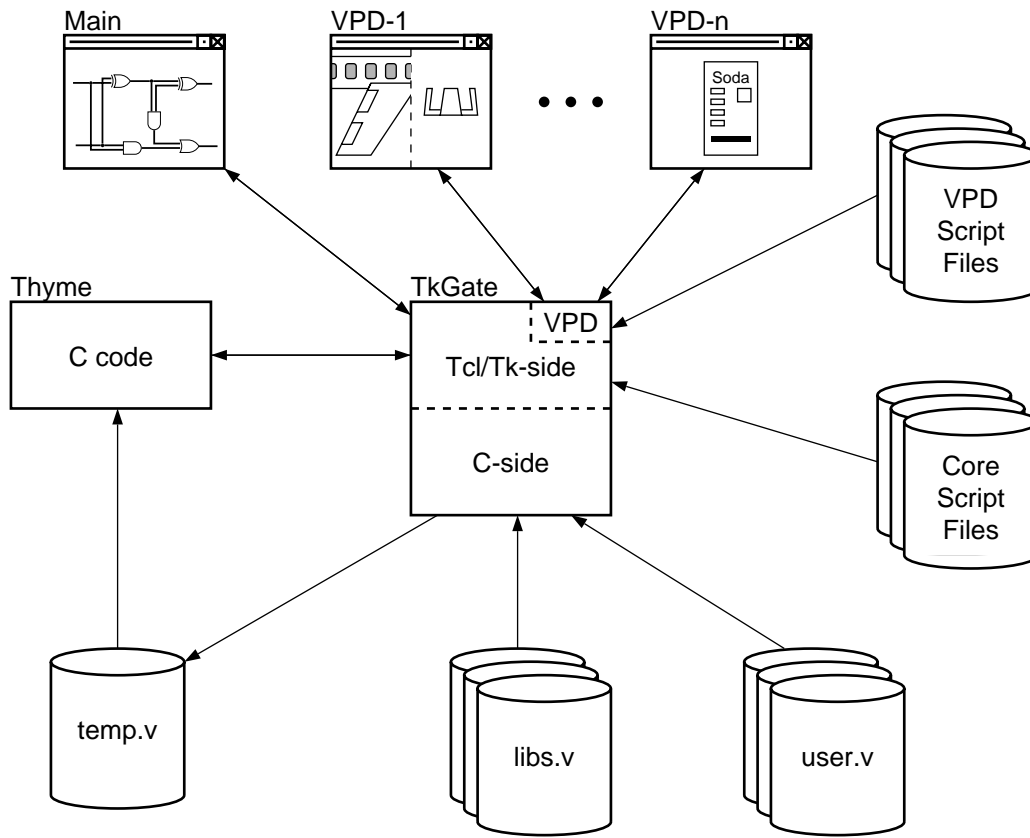 Main
VPD-1
VPD-n
Soda
VPD
Script
Files
Thyme
TkGate
VPD
C code
Tcl/Tk-side
C-side
Core
Script
Files
temp.v
libs.v
user.v